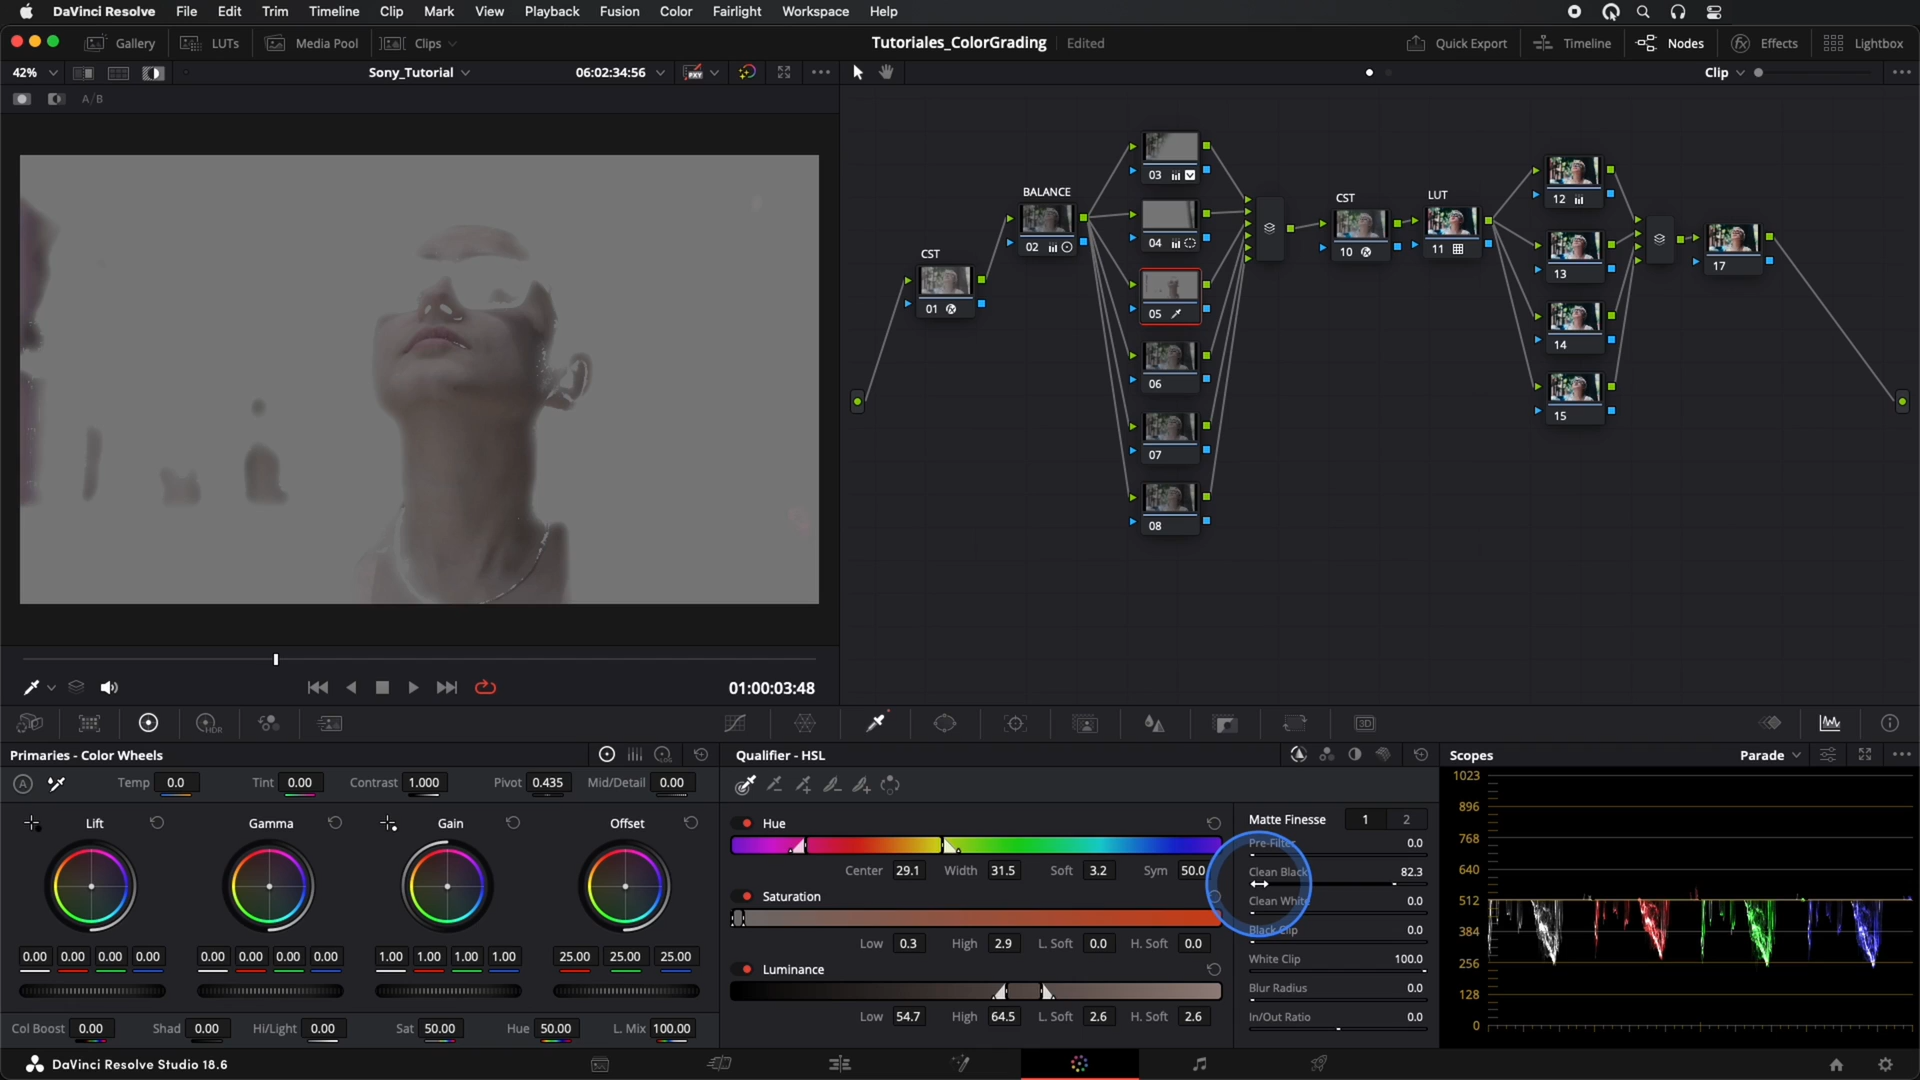 DaVinci Resolve File Edit Trim Timeline Clip Mark View Playback Fusion Color Fairlight Workspace Help
Gallery LUTs Media Pool Clips Tutoriales_ColorGrading Edited Quick Export Timeline Nodes Effects Lightbox
42% Sony_Tutorial 06:02:34:56 Clip
A/B
03
BALANCE
02
04
CST
01
05
06
07
08
CST
10
LUT
11
12
13
14
15
17
01:00:03:48
HDR
3D
Primaries - Color Wheels Qualifier - HSL Scopes Parade
A Temp 0.0 Tint 0.00 Contrast 1.000 Pivot 0.435 Mid/Detail 0.00
Lift Gamma Gain Offset
0.00 0.00 0.00 0.00 0.00 0.00 0.00 0.00 1.00 1.00 1.00 1.00 25.00 25.00 25.00
Col Boost 0.00 Shad 0.00 Hi/Light 0.00 Sat 50.00 Hue 50.00 L. Mix 100.00
Hue
Center 29.1 Width 31.5 Soft 3.2 Sym 50.0
Saturation
Low 0.3 High 2.9 L. Soft 0.0 H. Soft 0.0
Luminance
Low 54.7 High 64.5 L. Soft 2.6 H. Soft 2.6
Matte Finesse 1 2
Pre-Filter 0.0
Clean Black 82.3
Clean White 0.0
Black Clip 0.0
White Clip 100.0
Blur Radius 0.0
In/Out Ratio 0.0
1023
896
768
640
512
384
256
128
0
DaVinci Resolve Studio 18.6